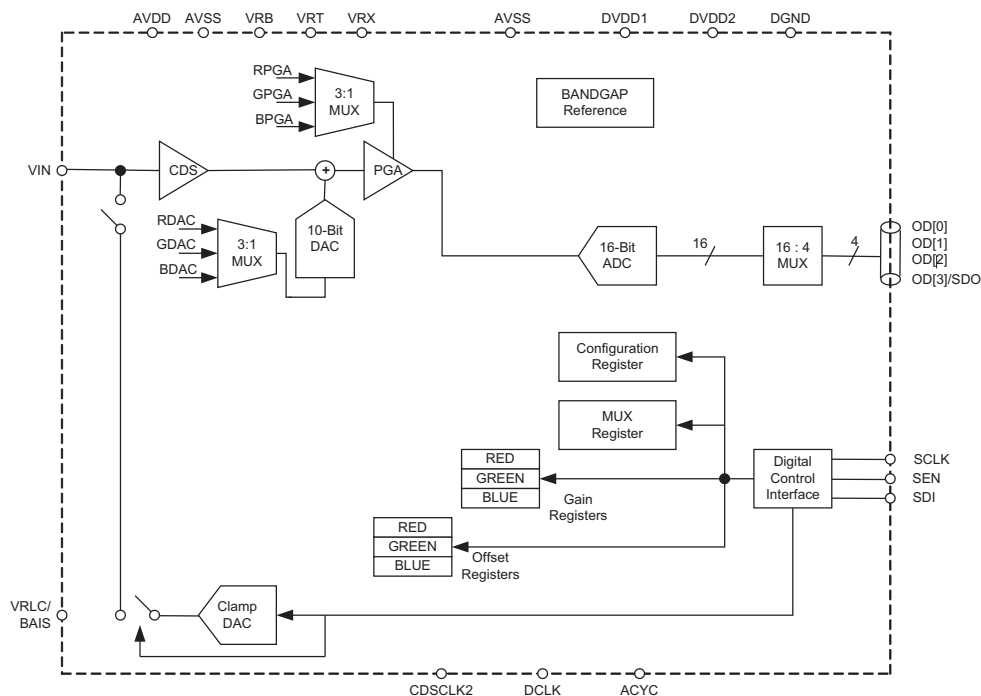 AVDD AVSS VRB VRT VRX AVSS DVDD1 DVDD2 DGND
RPGA
GPGA
BPGA
3:1
MUX
BANDGAP
Reference
VIN
CDS
+
PGA
RDAC
GDAC
BDAC
3:1
MUX
10-Bit
DAC
16-Bit
ADC
16
16 : 4
MUX
4
OD[0]
OD[1]
OD[2]
OD[3]/SDO
Configuration
Register
MUX
Register
RED
GREEN
BLUE
Gain
Registers
Digital
Control
Interface
SCLK
SEN
SDI
RED
GREEN
BLUE
Offset
Registers
VRLC/
BAIS
Clamp
DAC
CDSCLK2 DCLK ACYC